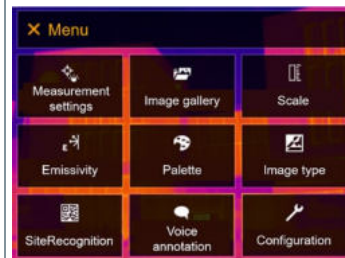 Menu
Measurement
settings
Image gallery
Scale
ε
Emissivity
Palette
Image type
SiteRecognition
Voice
annotation
Configuration